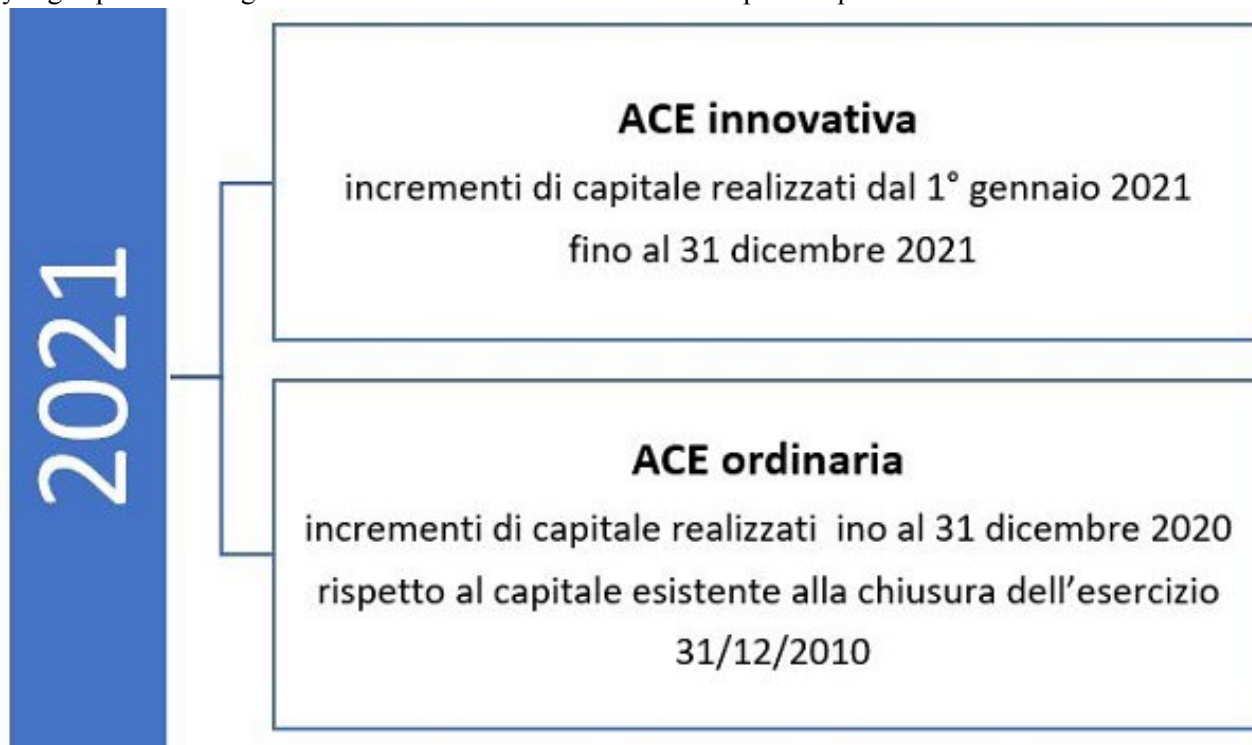 2021
ACE innovativa
incrementi di capitale realizzati dal 1° gennaio 2021
fino al 31 dicembre 2021
ACE ordinaria
incrementi di capitale realizzati ino al 31 dicembre 2020
rispetto al capitale esistente alla chiusura dell'esercizio
31/12/2010